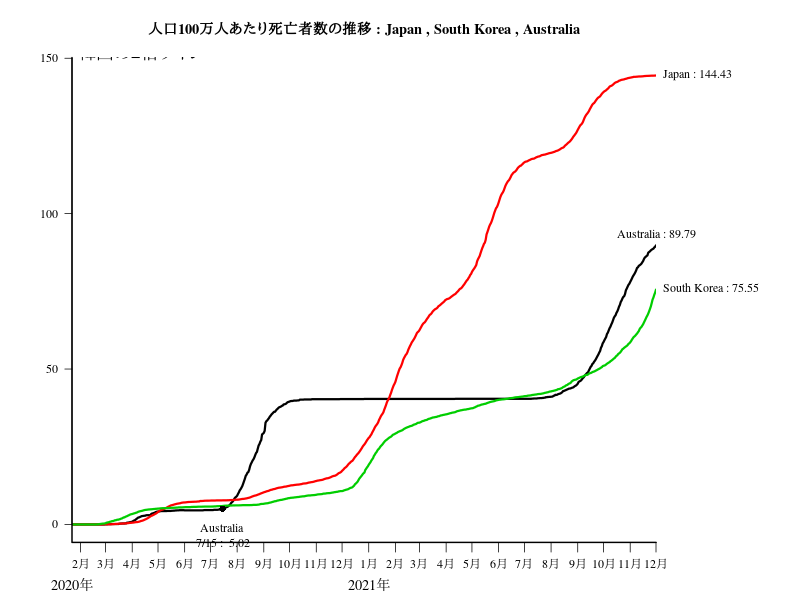 人口100万人あたり死亡者数の推移 : Japan , South Korea , Australia
150
Japan : 144.43
100
Australia : 89.79
South Korea : 75.55
50
0
Australia
7/15 : 5.02
2月 3月 4月 5月 6月 7月 8月 9月 10月 11月 12月 1月 2月 3月 4月 5月 6月 7月 8月 9月 10月 11月 12月
2020年 2021年